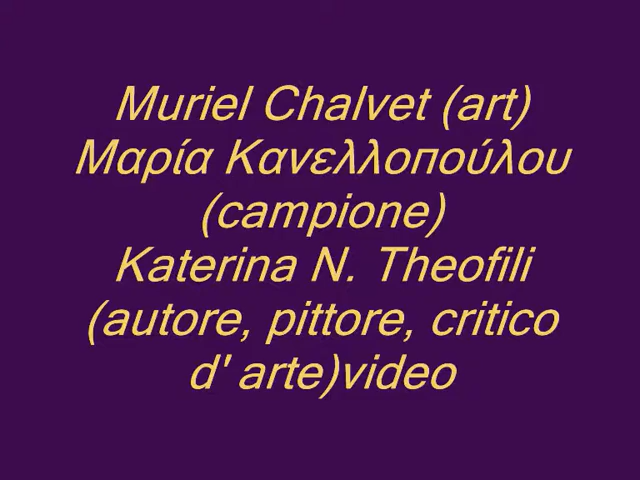 Muriel Chalvet (art)
Μαρία Κανελλοπούλου
(campione)
Katerina N. Theofili
(autore, pittore, critico
d' arte)video